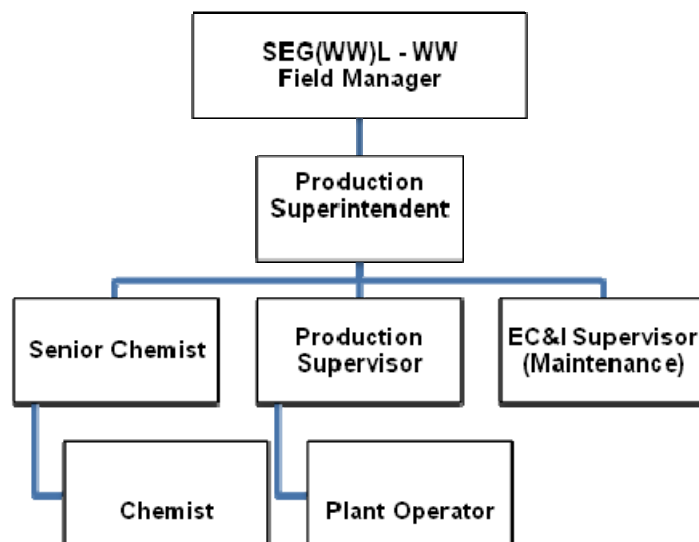 SEG(WW)L - WW
Field Manager
Production
Superintendent
Senior Chemist
Production
Supervisor
EC&I Supervisor
(Maintenance)
Chemist
Plant Operator